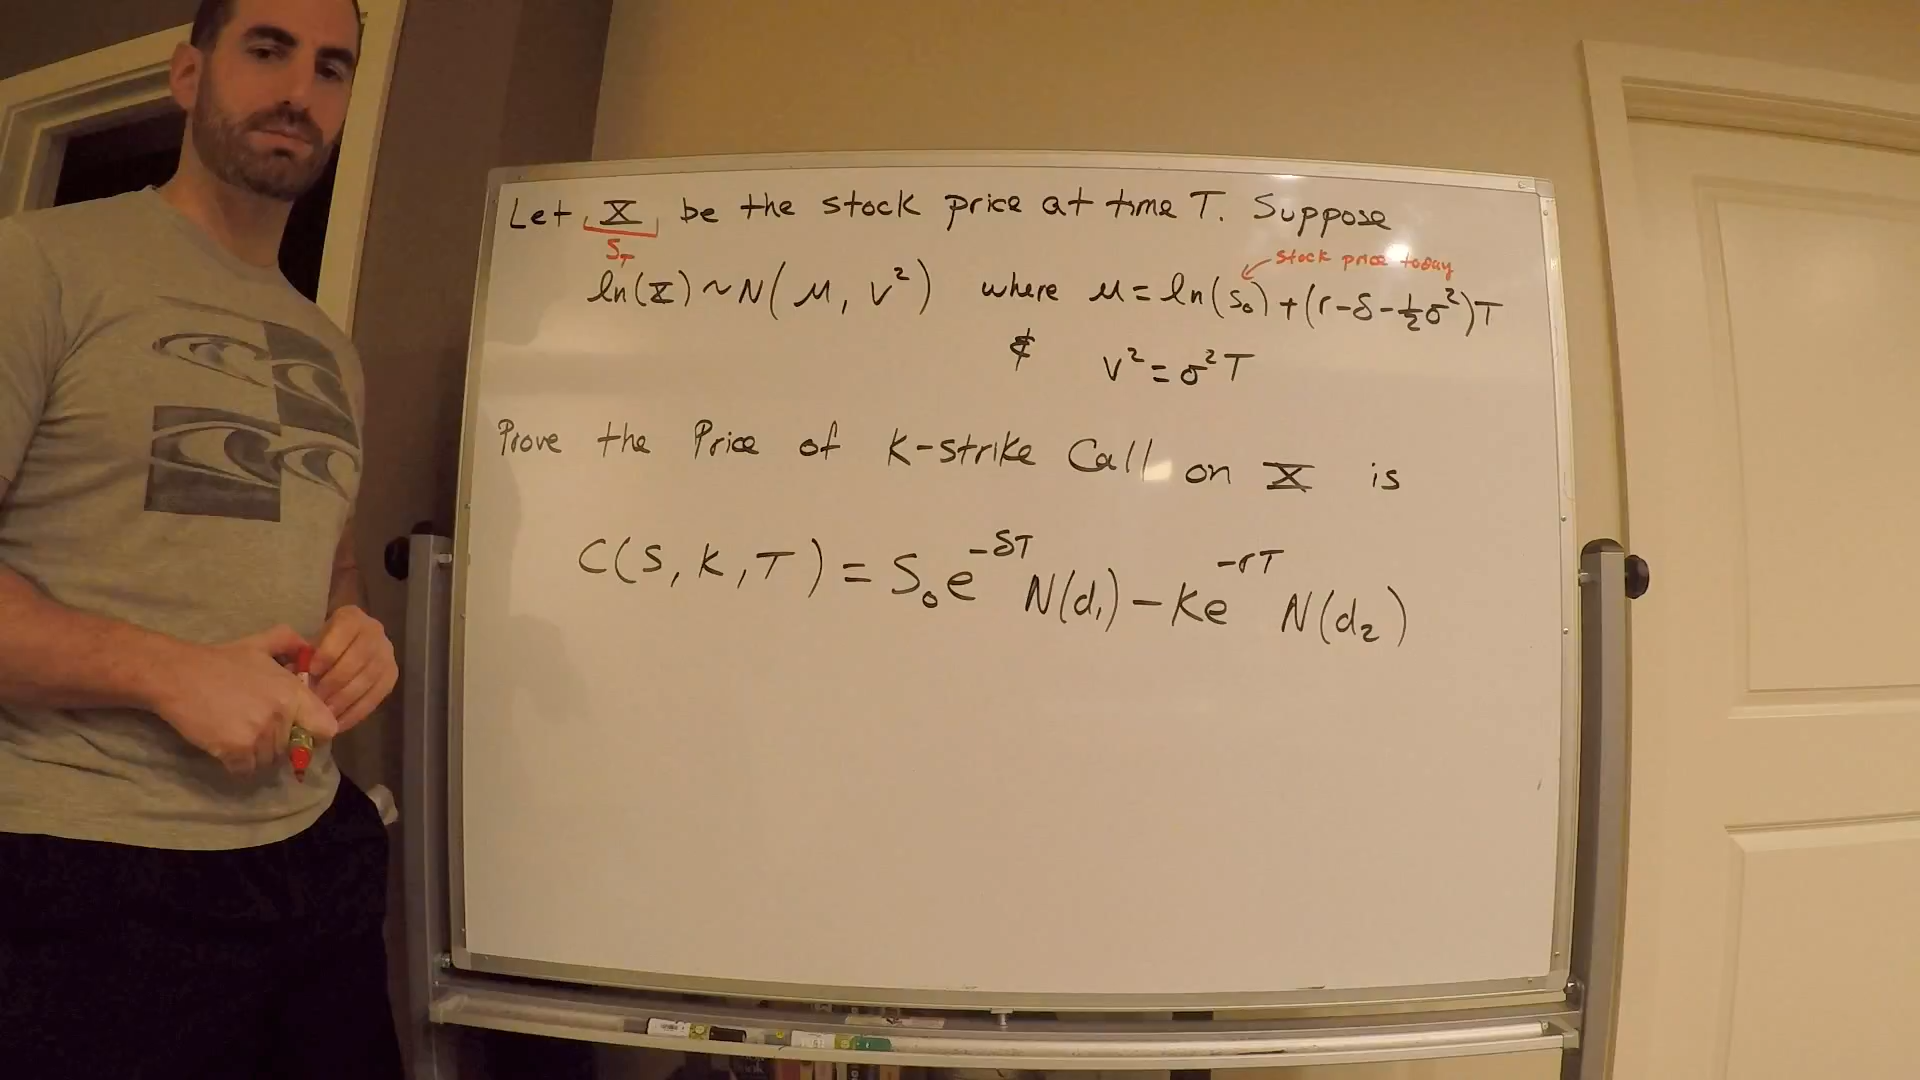 Let X be the stock price at time T. Suppose
S_T
stock price today
ln(X) ~ N(μ, v²) where μ = ln(S₀) + (r-δ-½σ²)T
& v² = σ²T
Prove the Price of K-strike Call on X is
C(S, K, T) = S₀e^{-δT} N(d₁) - Ke^{-rT} N(d₂)